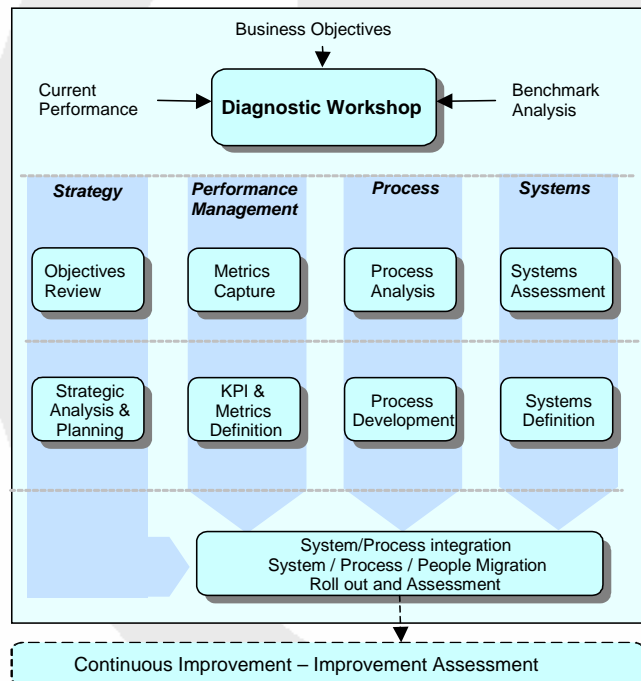 Business Objectives
Current
Performance
Diagnostic Workshop
Benchmark
Analysis
Strategy
Performance
Management
Process
Systems
Objectives
Review
Metrics
Capture
Process
Analysis
Systems
Assessment
Strategic
Analysis &
Planning
KPI &
Metrics
Definition
Process
Development
Systems
Definition
System/Process integration
System / Process / People Migration
Roll out and Assessment
Continuous Improvement – Improvement Assessment